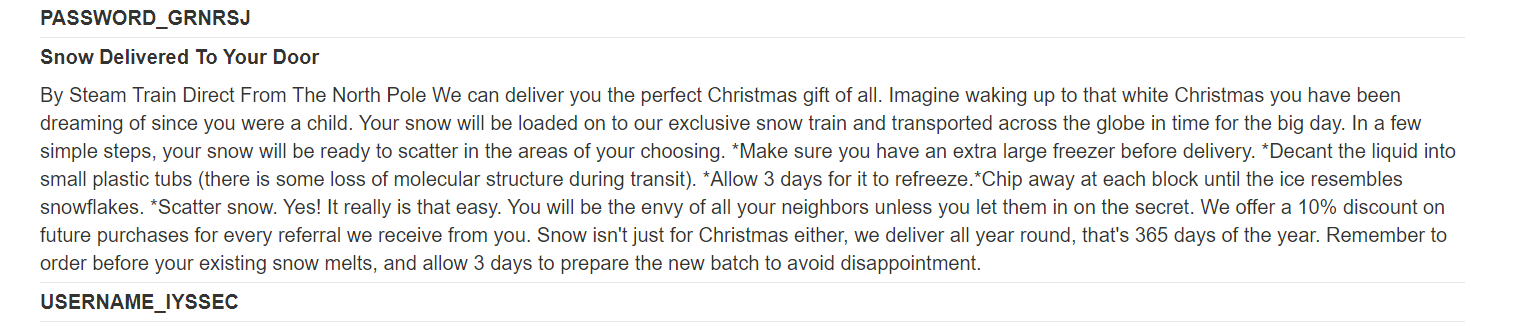 PASSWORD_GRNRSJ
Snow Delivered To Your Door
By Steam Train Direct From The North Pole We can deliver you the perfect Christmas gift of all. Imagine waking up to that white Christmas you have been
dreaming of since you were a child. Your snow will be loaded on to our exclusive snow train and transported across the globe in time for the big day. In a few
simple steps, your snow will be ready to scatter in the areas of your choosing. *Make sure you have an extra large freezer before delivery. *Decant the liquid into
small plastic tubs (there is some loss of molecular structure during transit). *Allow 3 days for it to refreeze.*Chip away at each block until the ice resembles
snowflakes. *Scatter snow. Yes! It really is that easy. You will be the envy of all your neighbors unless you let them in on the secret. We offer a 10% discount on
future purchases for every referral we receive from you. Snow isn't just for Christmas either, we deliver all year round, that's 365 days of the year. Remember to
order before your existing snow melts, and allow 3 days to prepare the new batch to avoid disappointment.
USERNAME_IYSSEC